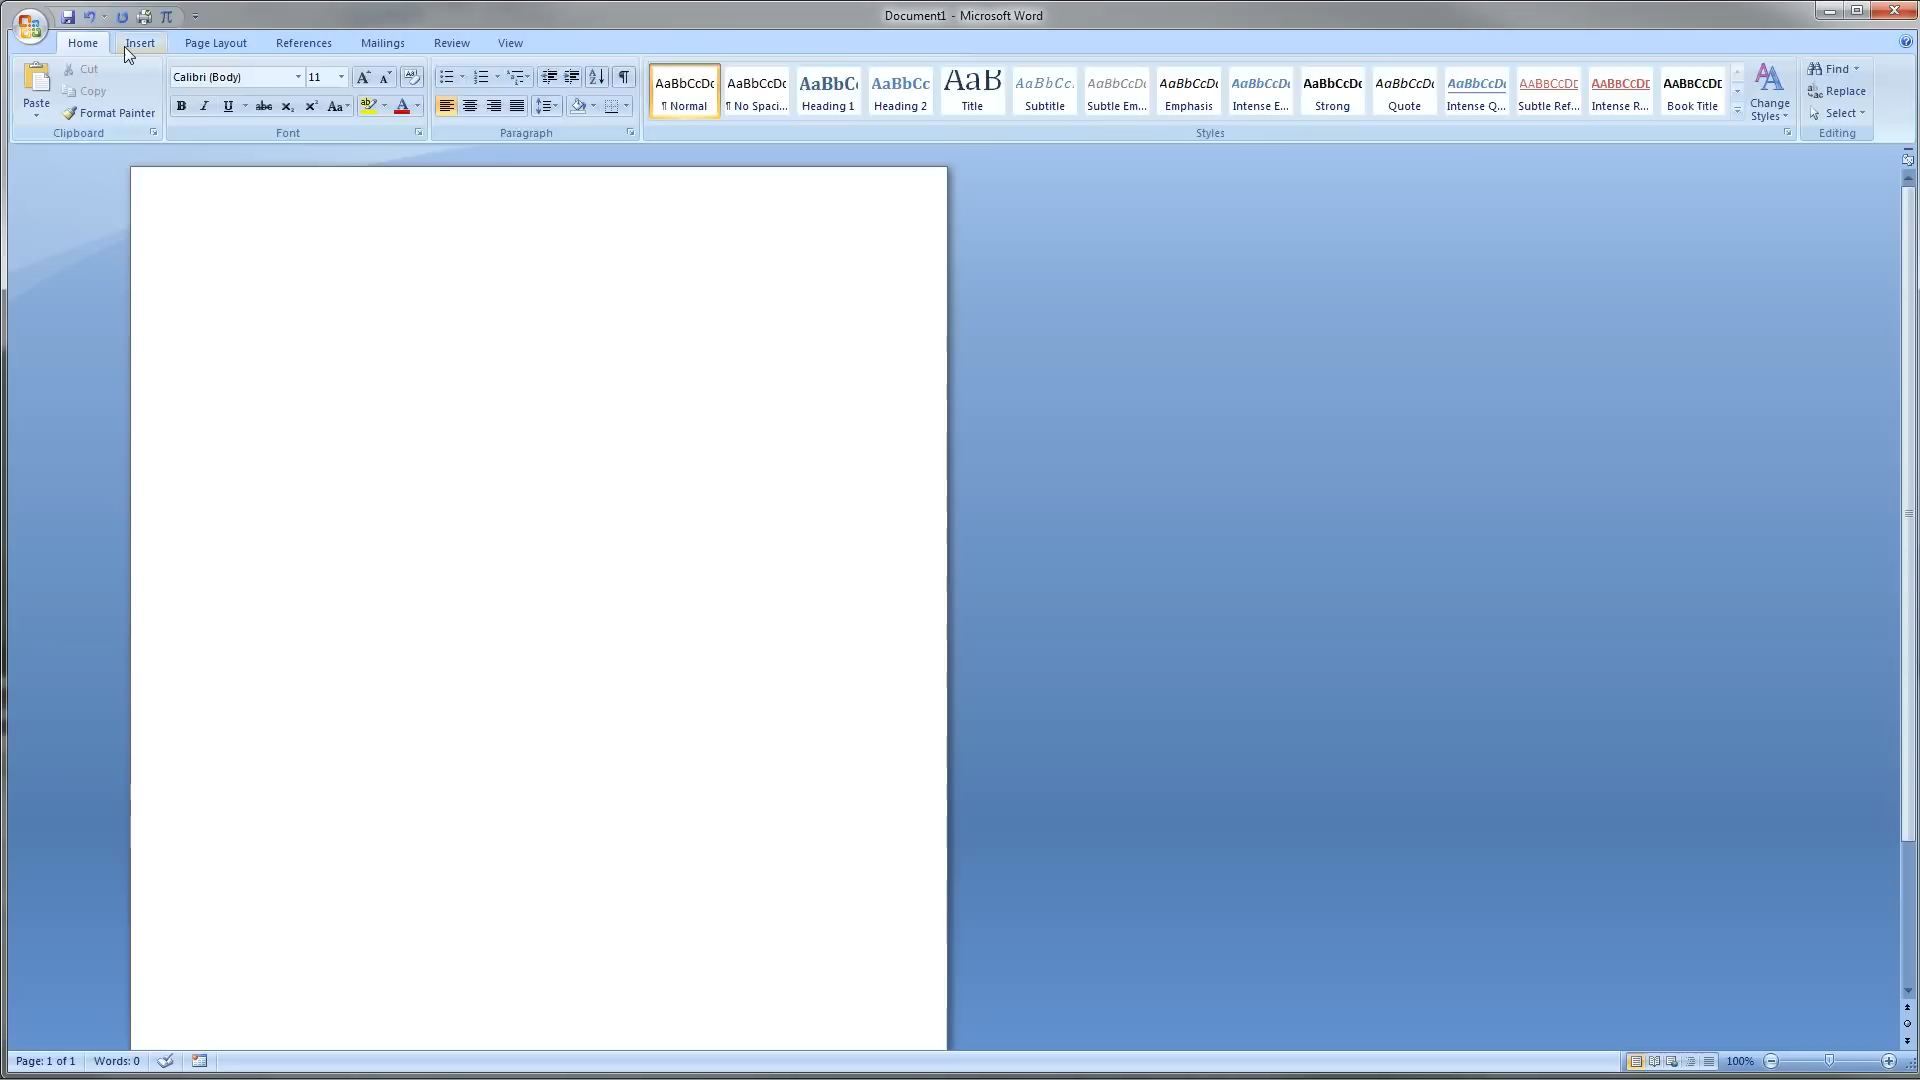 Document1 - Microsoft Word
Home Insert Page Layout References Mailings Review View
Paste
Cut
Copy
Format Painter
Clipboard
Calibri (Body) 11
B I U abc x₂ x² Aa ab A
Font
Paragraph
AaBbCcDc AaBbCcDc AaBbC AaBbCc AaB AaBbCc. AaBbCcDc AaBbCcDc AaBbCcDc AaBbCcDc AaBbCcDc AaBbCcDc AABBCCDD AABBCCDD AABBCCDD
¶ Normal ¶ No Spaci... Heading 1 Heading 2 Title Subtitle Subtle Em... Emphasis Intense E... Strong Quote Intense Q... Subtle Ref... Intense R... Book Title
Change
Styles
Styles
Find
Replace
Select
Editing
Page: 1 of 1 Words: 0 100%